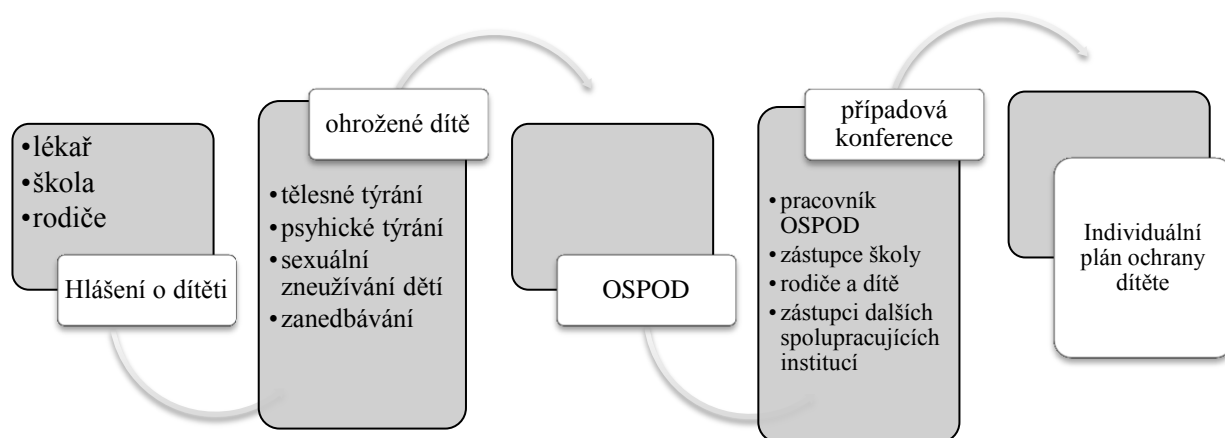 •lékař
•škola
•rodiče
Hlášení o dítěti
ohrožené dítě
•tělesné týrání
•psyhické týrání
•sexuální
zneužívání dětí
•zanedbávání
OSPOD
případová
konference
•pracovník
OSPOD
•zástupce školy
•rodiče a dítě
•zástupci dalších
spolupracujících
institucí
Individuální
plán ochrany
dítěte